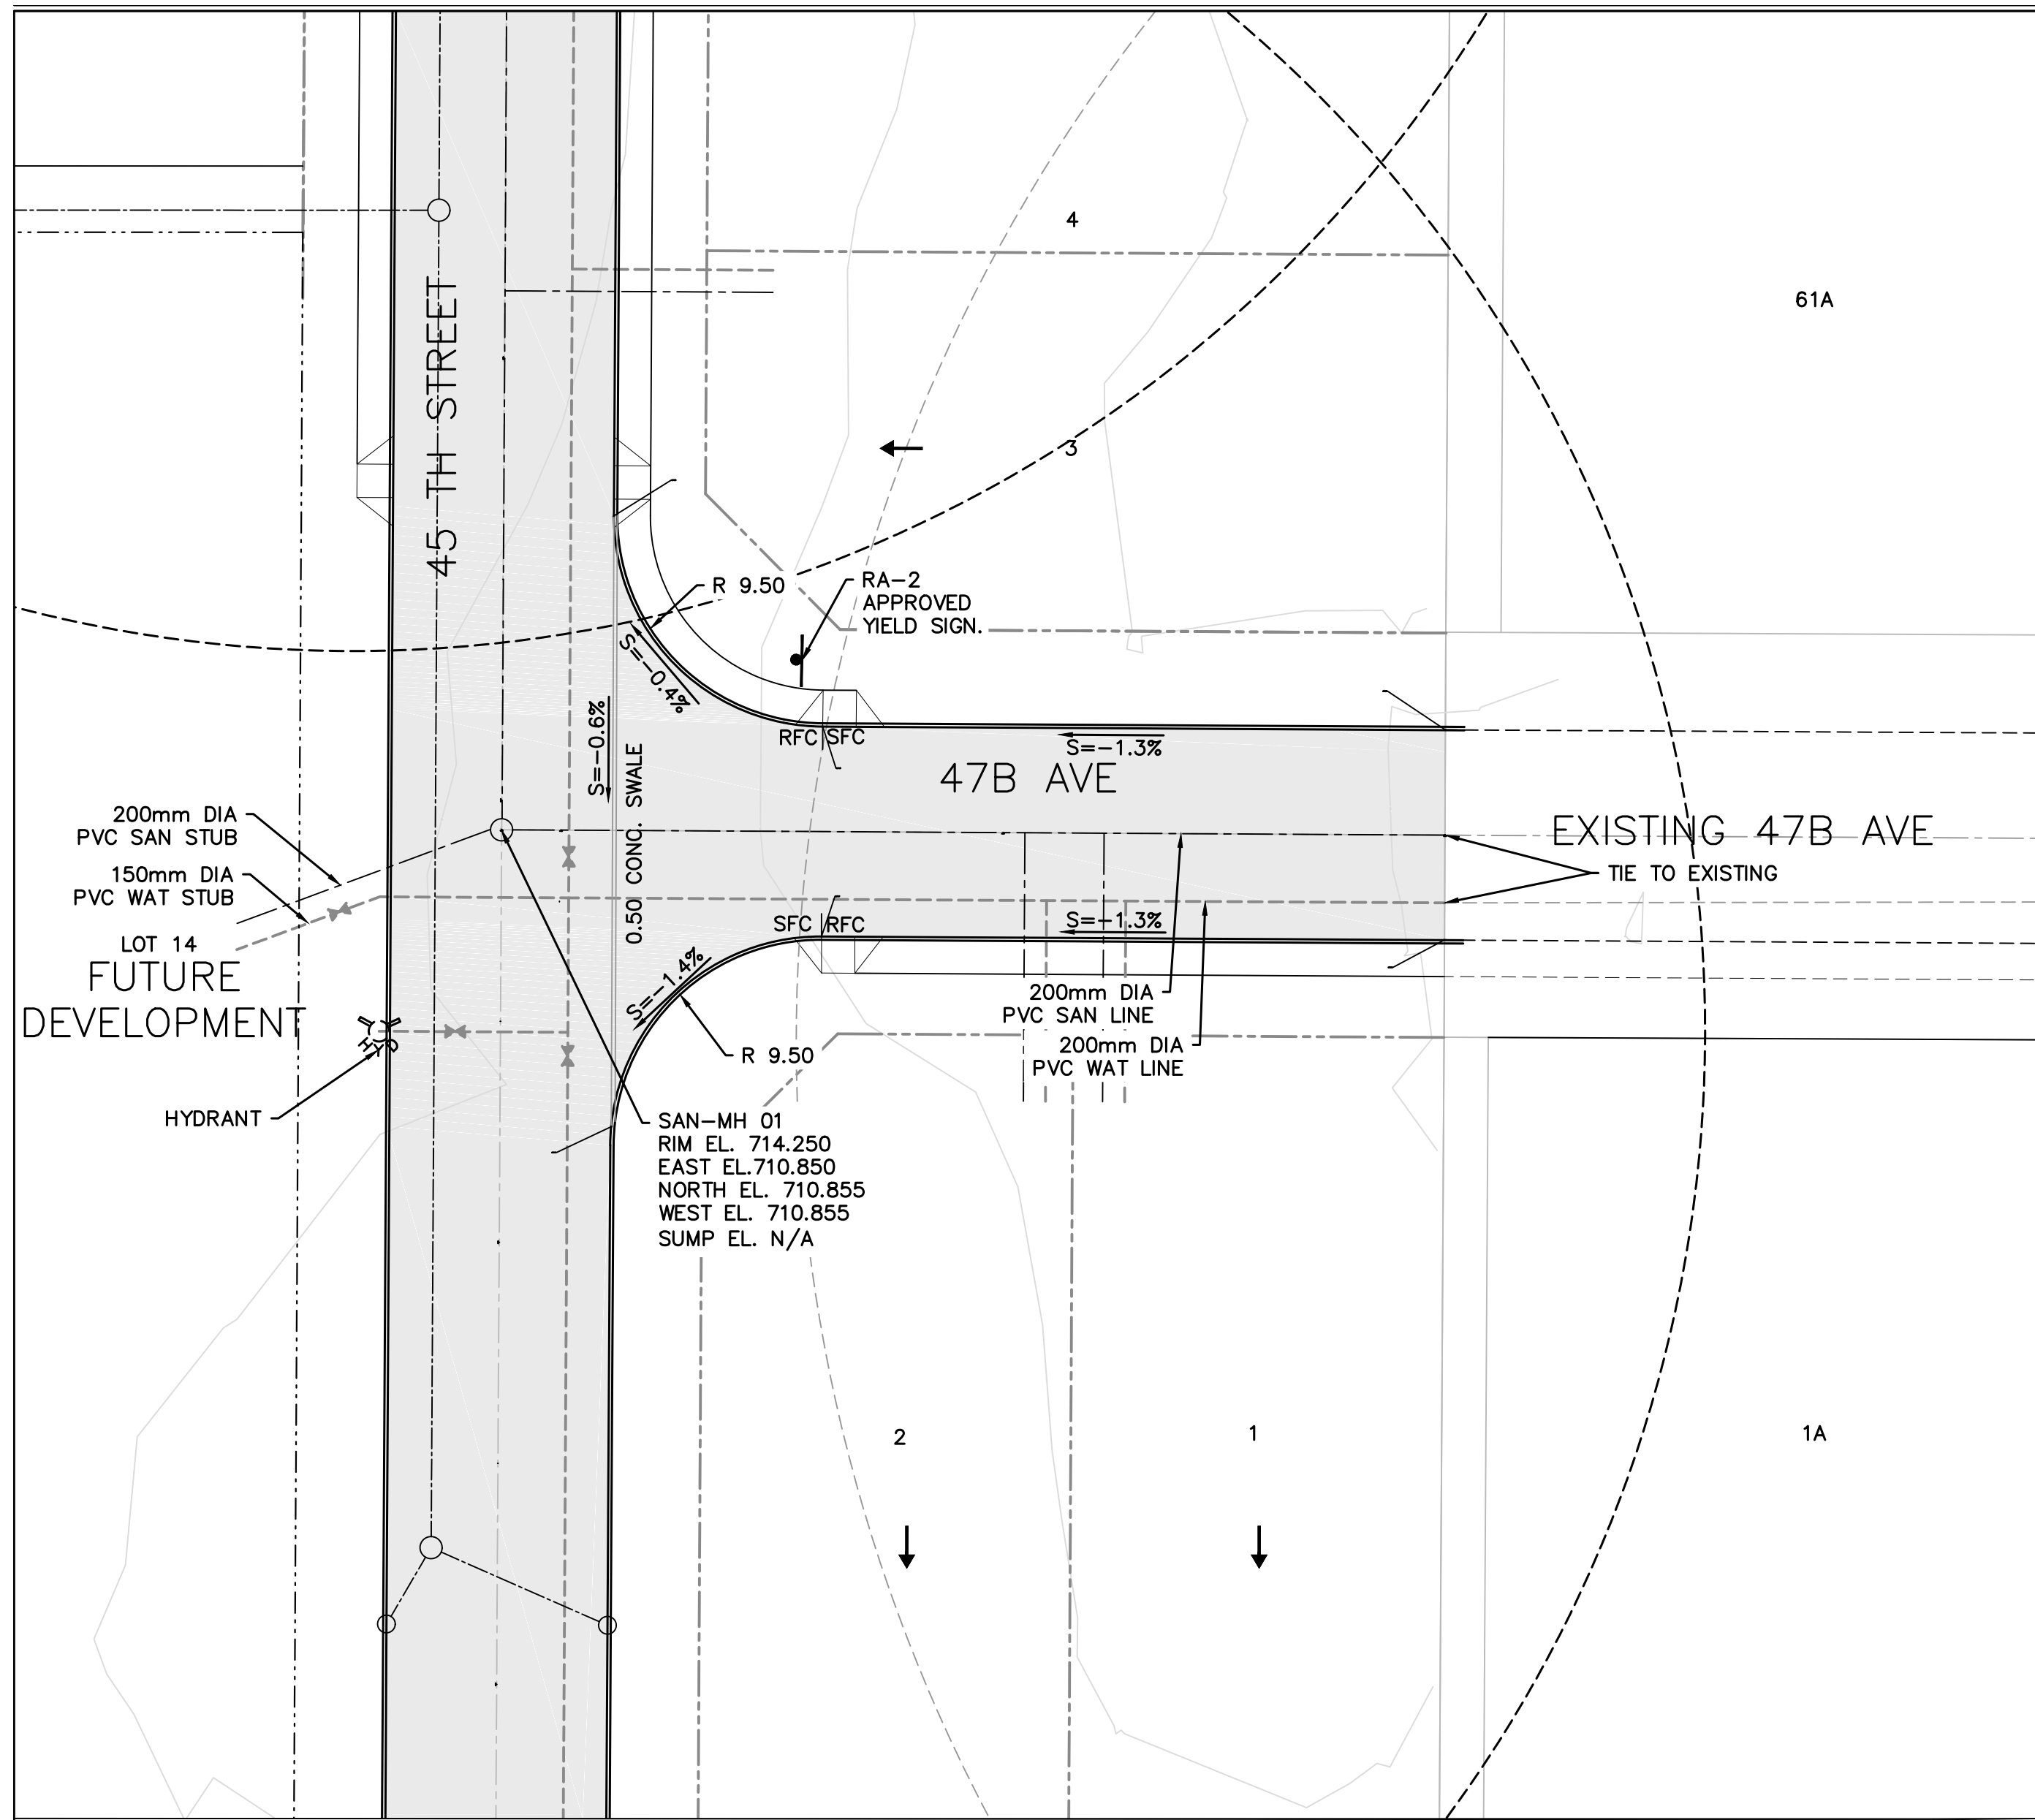 4
61A
45 TH STREET
3
R 9.50
RA-2
APPROVED
YIELD SIGN.
S=-0.4%
S=-0.6%
RFC
SFC
S=-1.3%
47B AVE
0.50 CONC. SWALE
200mm DIA
PVC SAN STUB
EXISTING 47B AVE
TIE TO EXISTING
150mm DIA
PVC WAT STUB
SFC
RFC
S=-1.3%
LOT 14
FUTURE
DEVELOPMENT
S=-1.4%
200mm DIA
PVC SAN LINE
HYD
200mm DIA
PVC WAT LINE
R 9.50
HYDRANT
SAN-MH 01
RIM EL. 714.250
EAST EL.710.850
NORTH EL. 710.855
WEST EL. 710.855
SUMP EL. N/A
2
1
1A